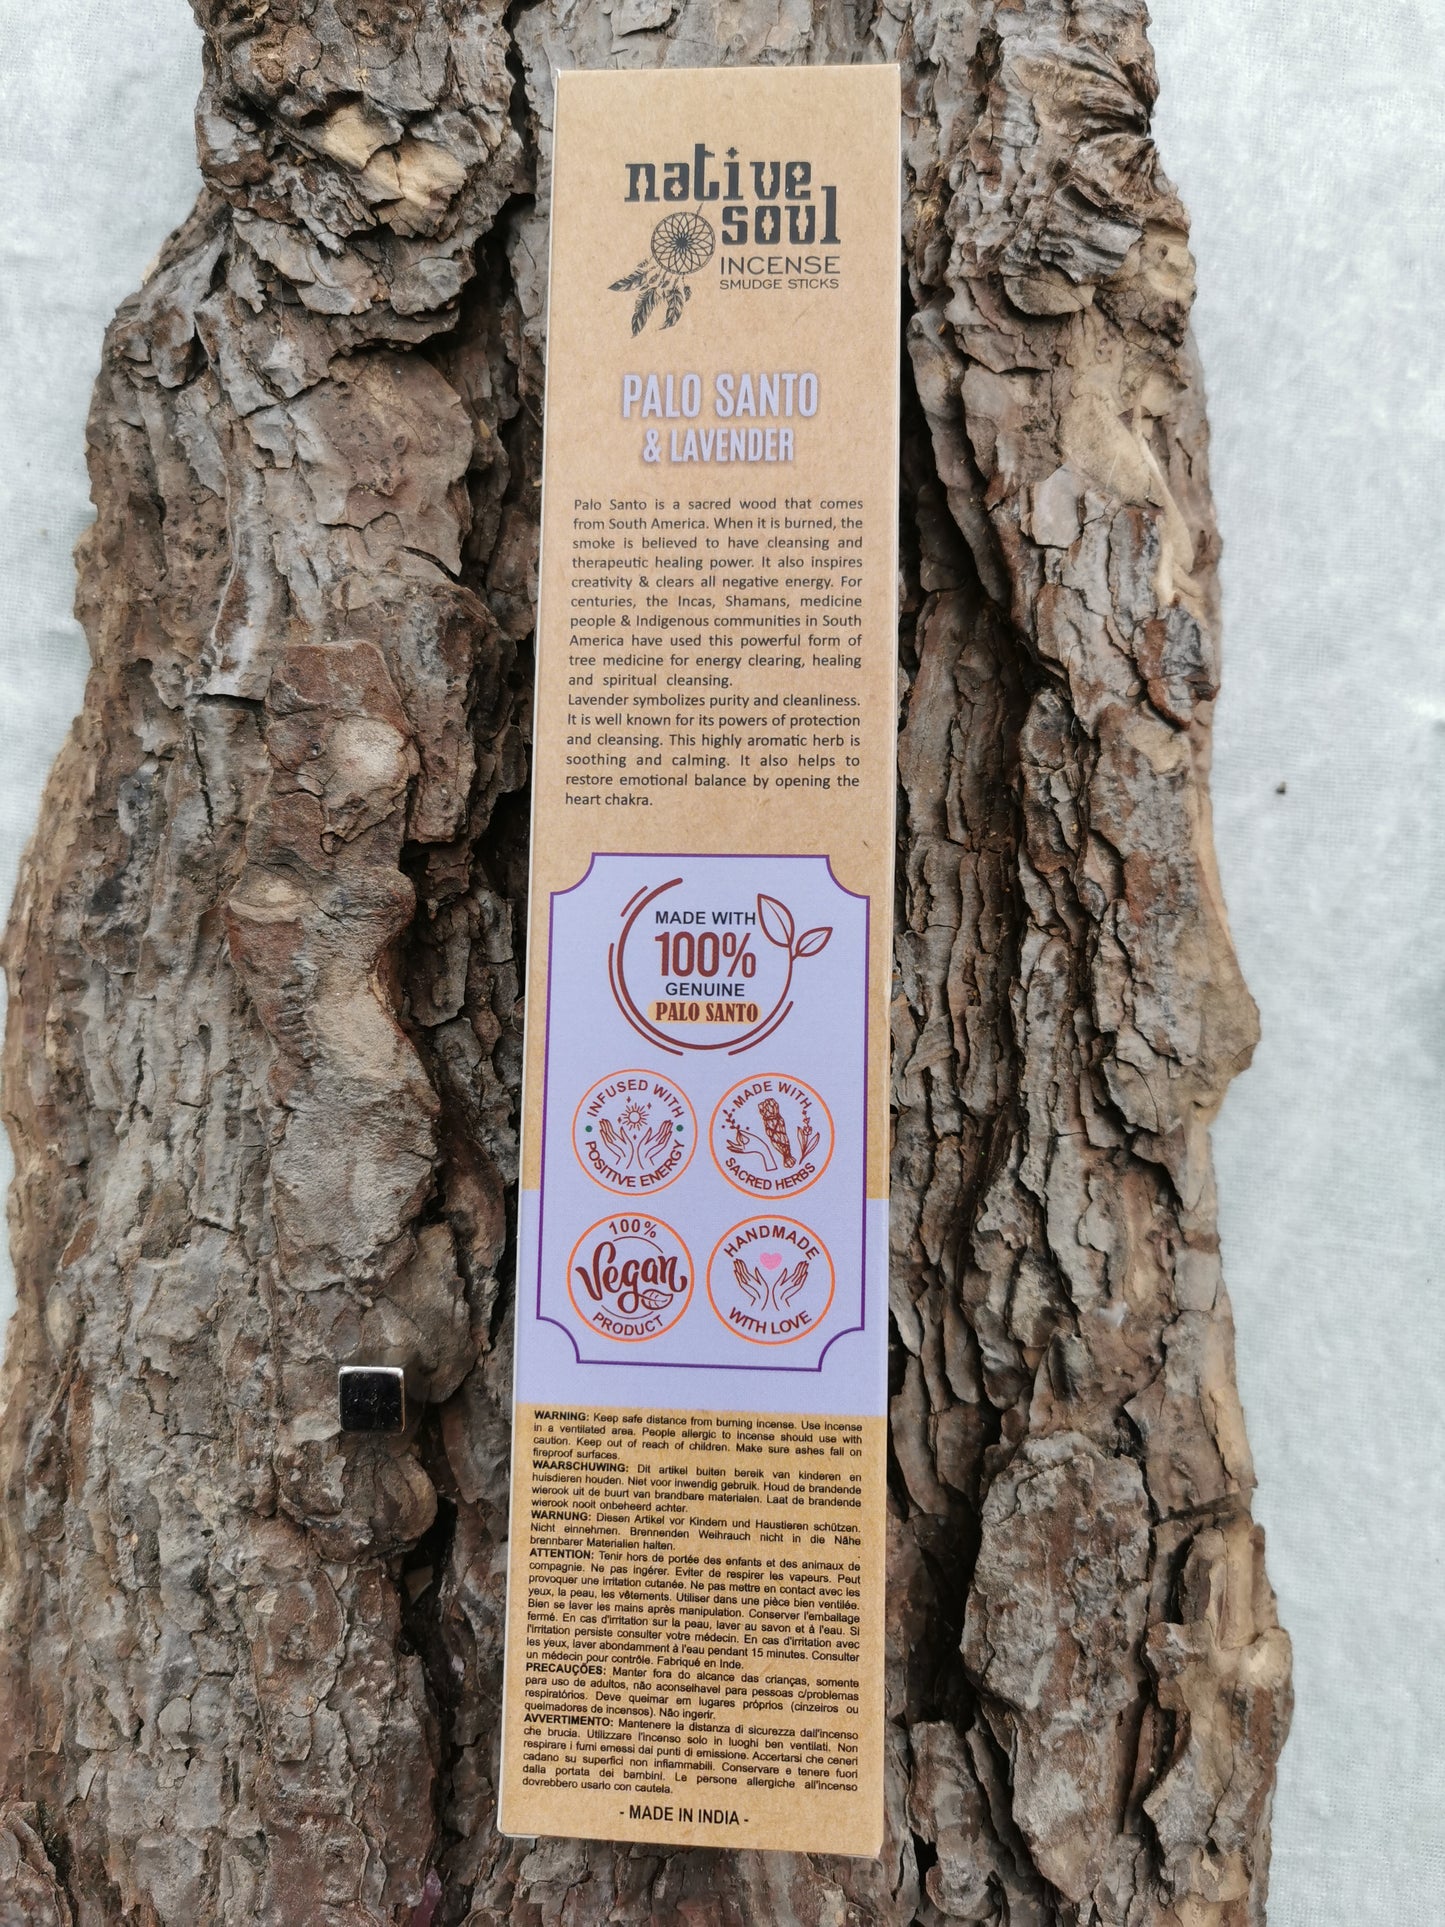 native
soul
INCENSE
SMUDGE STICKS
PALO SANTO
& LAVENDER
Palo Santo is a sacred wood that comes
from South America. When it is burned, the
smoke is believed to have cleansing and
therapeutic healing power. It also inspires
creativity & clears all negative energy. For
centuries, the Incas, Shamans, medicine
people & Indigenous communities in South
America have used this powerful form of
tree medicine for energy clearing, healing
and spiritual cleansing.
Lavender symbolizes purity and cleanliness.
It is well known for its powers of protection
and cleansing. This highly aromatic herb is
soothing and calming. It also helps to
restore emotional balance by opening the
heart chakra.
MADE WITH
100%
GENUINE
PALO SANTO
INFUSED WITH
POSITIVE ENERGY
MADE WITH
SACRED HERBS
100%
Vegan
PRODUCT
HANDMADE
WITH LOVE
WARNING: Keep safe distance from burning incense. Use incense
in a ventilated area. People allergic to incense should use with
caution. Keep out of reach of children. Make sure ashes fall on
fireproof surfaces.
WAARSCHUWING: Dit artikel buiten bereik van kinderen en
huisdieren houden. Niet voor inwendig gebruik. Houd de brandende
wierook uit de buurt van brandbare materialen. Laat de brandende
wierook nooit onbeheerd achter.
WARNUNG: Diesen Artikel vor Kindern und Haustieren schützen.
Nicht einnehmen. Brennenden Weihrauch nicht in die Nähe
brennbarer Materialien halten.
ATTENTION: Tenir hors de portée des enfants et des animaux de
compagnie. Ne pas ingérer. Eviter de respirer les vapeurs. Peut
provoquer une irritation cutanée. Ne pas mettre en contact avec les
yeux, la peau, les vêtements. Utiliser dans une pièce bien ventilée.
Bien se laver les mains après manipulation. Conserver l'emballage
fermé. En cas d'irritation sur la peau, laver au savon et à l'eau. Si
l'irritation persiste consulter votre médecin. En cas d'irritation avec
les yeux, laver abondamment à l'eau pendant 15 minutes. Consulter
un médecin pour contrôle. Fabriqué en Inde.
PRECAUÇÕES: Manter fora do alcance das crianças, somente
para uso de adultos, não aconselhavel para pessoas c/problemas
respiratórios. Deve queimar em lugares próprios (cinzeiros ou
queimadores de incensos). Não ingerir.
AVVERTIMENTO: Mantenere la distanza di sicurezza dall'incenso
che brucia. Utilizzare l'incenso solo in luoghi ben ventilati. Non
respirare i fumi emessi dai punti di emissione. Accertarsi che ceneri
cadano su superfici non infiammabili. Conservare e tenere fuori
dalla portata dei bambini. Le persone allergiche all'incenso
dovrebbero usarlo con cautela.
- MADE IN INDIA -